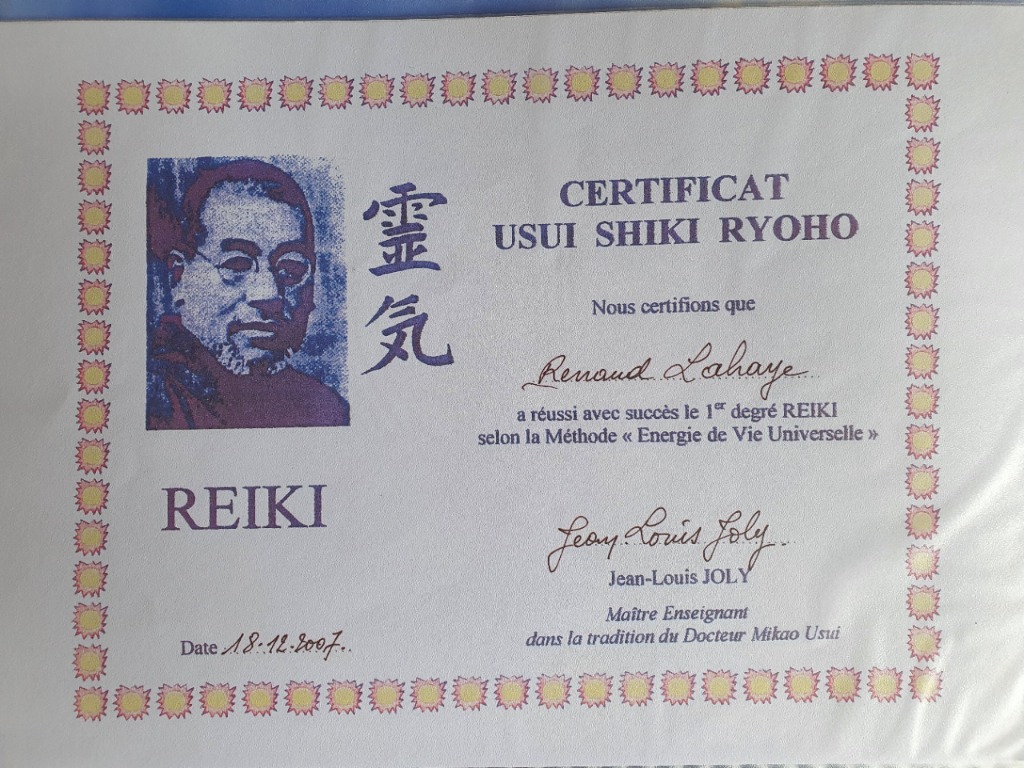 霊気
CERTIFICAT
USUI SHIKI RYOHO
Nous certifions que
Renaud Lahaye
a réussi avec succès le 1er degré REIKI
selon la Méthode « Energie de Vie Universelle »
REIKI
Jean Louis Joly
Jean-Louis JOLY
Maître Enseignant
dans la tradition du Docteur Mikao Usui
Date 18.12.2007.